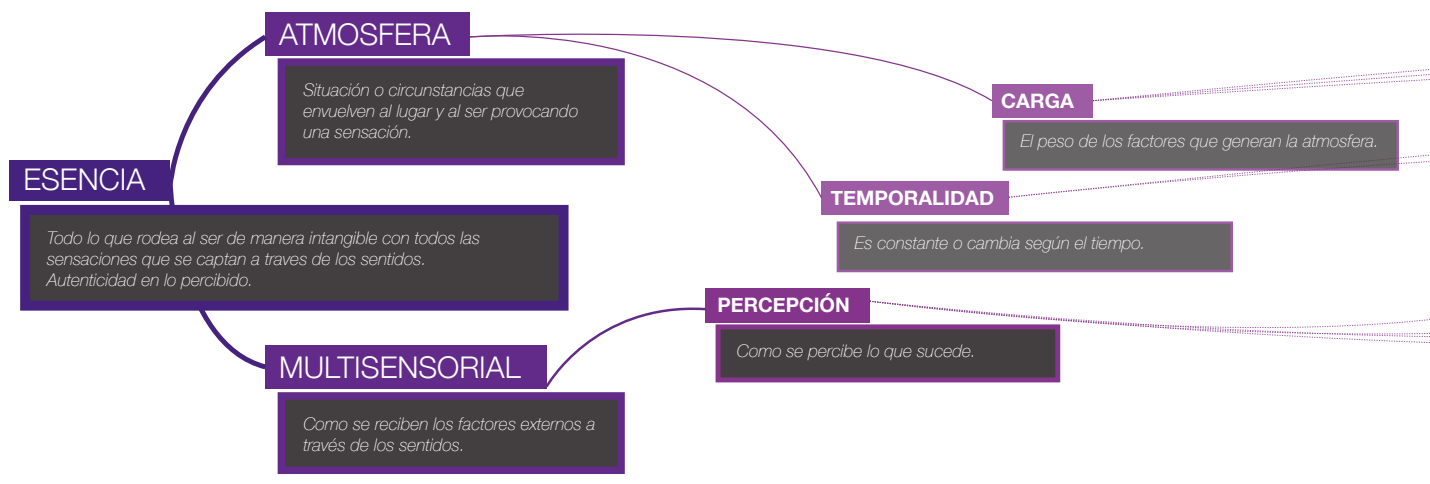 ATMOSFERA
Situación o circunstancias que
envuelven al lugar y al ser provocando
una sensación.
CARGA
El peso de los factores que generan la atmosfera.
ESENCIA
Todo lo que rodea al ser de manera intangible con todos las
sensaciones que se captan a traves de los sentidos.
Autenticidad en lo percibido.
TEMPORALIDAD
Es constante o cambia según el tiempo.
PERCEPCIÓN
Como se percibe lo que sucede.
MULTISENSORIAL
Como se reciben los factores externos a
través de los sentidos.